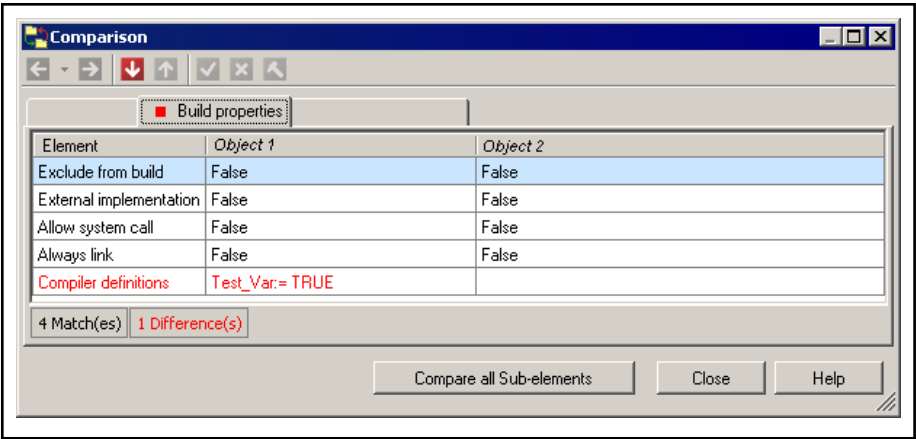 Comparison
Build properties
Element Object 1 Object 2
Exclude from build False False
External implementation False False
Allow system call False False
Always link False False
Compiler definitions Test_Var:= TRUE
4 Match(es) 1 Difference(s)
Compare all Sub-elements Close Help